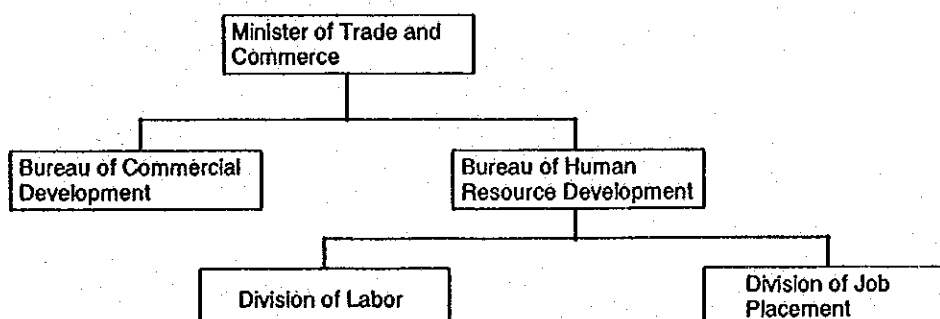 Minister of Trade and
Commerce
Bureau of Commercial
Development
Bureau of Human
Resource Development
Division of Labor
Division of Job
Placement